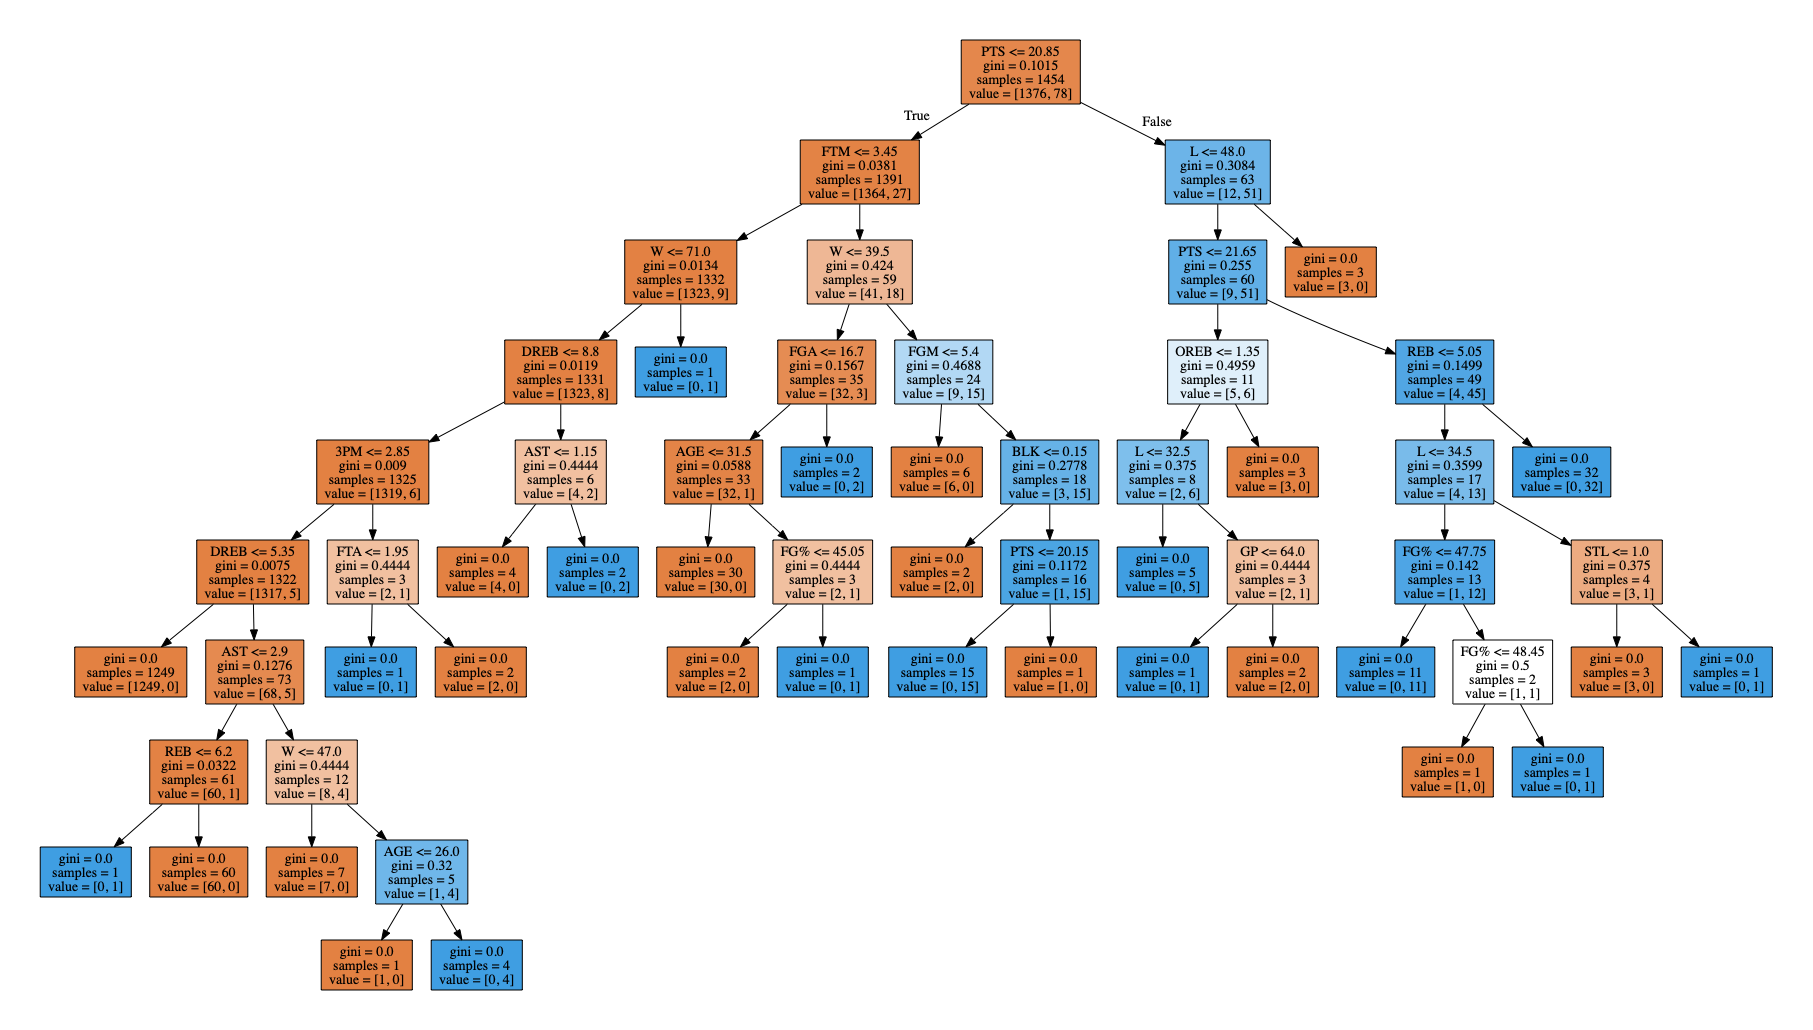 PTS <= 20.85
gini = 0.1015
samples = 1454
value = [1376, 78]
True
False
FTM <= 3.45
gini = 0.0381
samples = 1391
value = [1364, 27]
L <= 48.0
gini = 0.3084
samples = 63
value = [12, 51]
W <= 71.0
gini = 0.0134
samples = 1332
value = [1323, 9]
W <= 39.5
gini = 0.424
samples = 59
value = [41, 18]
PTS <= 21.65
gini = 0.255
samples = 60
value = [9, 51]
gini = 0.0
samples = 3
value = [3, 0]
DREB <= 8.8
gini = 0.0119
samples = 1331
value = [1323, 8]
gini = 0.0
samples = 1
value = [0, 1]
FGA <= 16.7
gini = 0.1567
samples = 35
value = [32, 3]
FGM <= 5.4
gini = 0.4688
samples = 24
value = [9, 15]
OREB <= 1.35
gini = 0.4959
samples = 11
value = [5, 6]
REB <= 5.05
gini = 0.1499
samples = 49
value = [4, 45]
3PM <= 2.85
gini = 0.009
samples = 1325
value = [1319, 6]
AST <= 1.15
gini = 0.4444
samples = 6
value = [4, 2]
AGE <= 31.5
gini = 0.0588
samples = 33
value = [32, 1]
gini = 0.0
samples = 2
value = [0, 2]
gini = 0.0
samples = 6
value = [6, 0]
BLK <= 0.15
gini = 0.2778
samples = 18
value = [3, 15]
L <= 32.5
gini = 0.375
samples = 8
value = [2, 6]
gini = 0.0
samples = 3
value = [3, 0]
L <= 34.5
gini = 0.3599
samples = 17
value = [4, 13]
gini = 0.0
samples = 32
value = [0, 32]
DREB <= 5.35
gini = 0.0075
samples = 1322
value = [1317, 5]
FTA <= 1.95
gini = 0.4444
samples = 3
value = [2, 1]
gini = 0.0
samples = 4
value = [4, 0]
gini = 0.0
samples = 2
value = [0, 2]
gini = 0.0
samples = 30
value = [30, 0]
FG% <= 45.05
gini = 0.4444
samples = 3
value = [2, 1]
gini = 0.0
samples = 2
value = [2, 0]
PTS <= 20.15
gini = 0.1172
samples = 16
value = [1, 15]
gini = 0.0
samples = 5
value = [0, 5]
GP <= 64.0
gini = 0.4444
samples = 3
value = [2, 1]
FG% <= 47.75
gini = 0.142
samples = 13
value = [1, 12]
STL <= 1.0
gini = 0.375
samples = 4
value = [3, 1]
gini = 0.0
samples = 1249
value = [1249, 0]
AST <= 2.9
gini = 0.1276
samples = 73
value = [68, 5]
gini = 0.0
samples = 1
value = [0, 1]
gini = 0.0
samples = 2
value = [2, 0]
gini = 0.0
samples = 2
value = [2, 0]
gini = 0.0
samples = 1
value = [0, 1]
gini = 0.0
samples = 15
value = [0, 15]
gini = 0.0
samples = 1
value = [1, 0]
gini = 0.0
samples = 1
value = [0, 1]
gini = 0.0
samples = 2
value = [2, 0]
gini = 0.0
samples = 11
value = [0, 11]
FG% <= 48.45
gini = 0.5
samples = 2
value = [1, 1]
gini = 0.0
samples = 3
value = [3, 0]
gini = 0.0
samples = 1
value = [0, 1]
REB <= 6.2
gini = 0.0322
samples = 61
value = [60, 1]
W <= 47.0
gini = 0.4444
samples = 12
value = [8, 4]
gini = 0.0
samples = 1
value = [1, 0]
gini = 0.0
samples = 1
value = [0, 1]
gini = 0.0
samples = 1
value = [0, 1]
gini = 0.0
samples = 60
value = [60, 0]
gini = 0.0
samples = 7
value = [7, 0]
AGE <= 26.0
gini = 0.32
samples = 5
value = [1, 4]
gini = 0.0
samples = 1
value = [1, 0]
gini = 0.0
samples = 4
value = [0, 4]